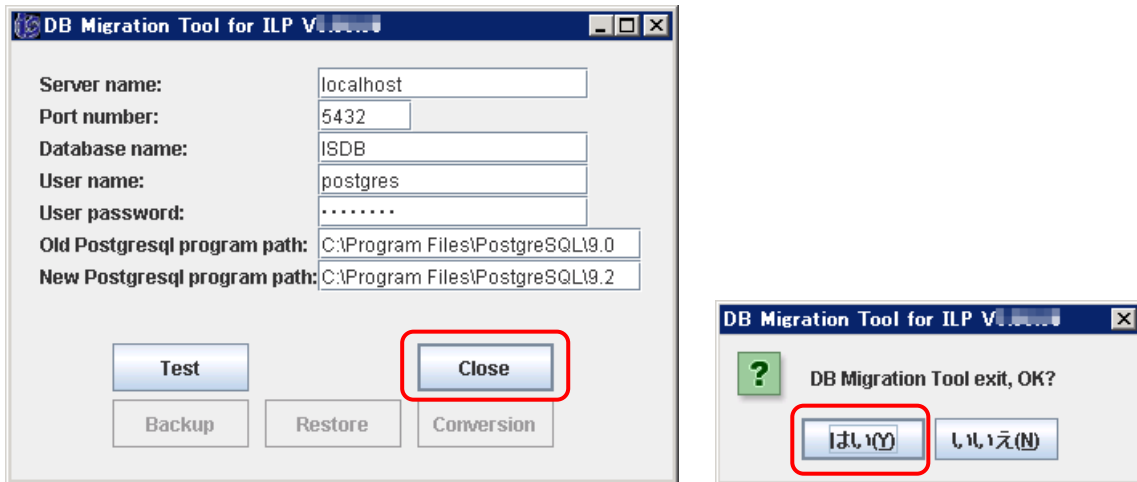 DB Migration Tool for ILP
Server name: localhost
Port number: 5432
Database name: ISDB
User name: postgres
User password: ········
Old Postgresql program path: C:\Program Files\PostgreSQL\9.0
New Postgresql program path: C:\Program Files\PostgreSQL\9.2
Test Close
Backup Restore Conversion
DB Migration Tool for ILP
? DB Migration Tool exit, OK?
はい(Y) いいえ(N)